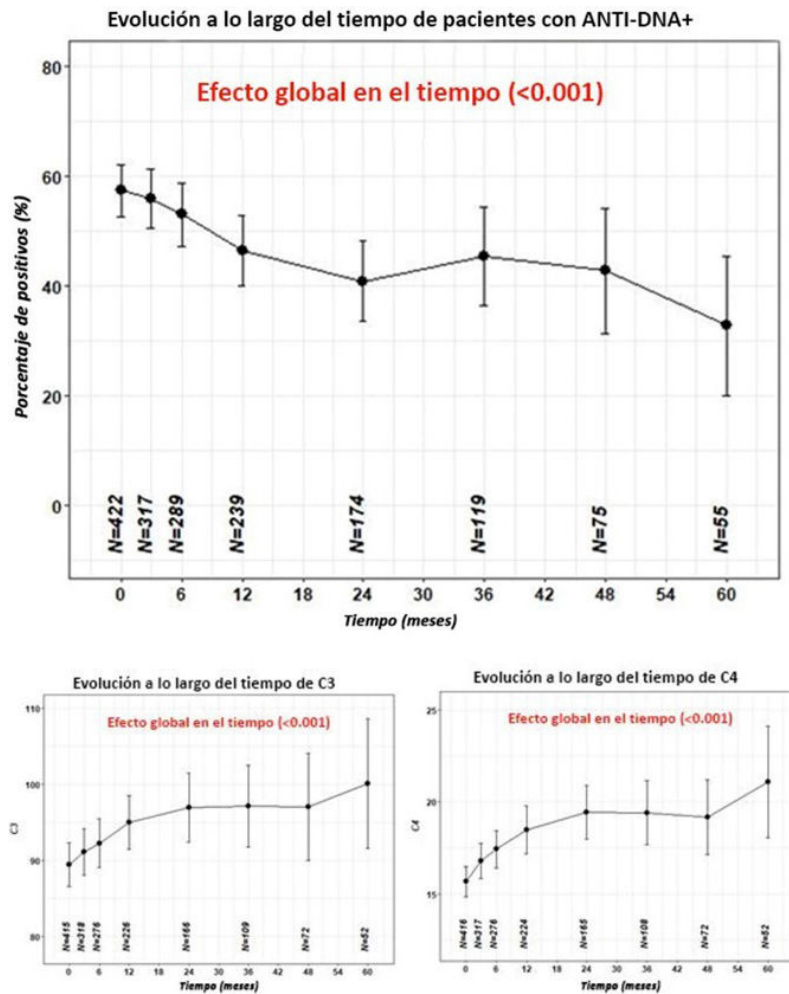 Evolución a lo largo del tiempo de pacientes con ANTI-DNA+
Efecto global en el tiempo (<0.001)
Porcentaje de positivos (%)
80
60
40
20
0
N=422
N=317
N=289
N=239
N=174
N=119
N=75
N=55
0 6 12 18 24 30 36 42 48 54 60
Tiempo (meses)
Evolución a lo largo del tiempo de C3
Efecto global en el tiempo (<0.001)
C3
110
100
90
80
N=415
N=318
N=276
N=226
N=166
N=109
N=72
N=52
0 6 12 18 24 30 36 42 48 54 60
Tiempo (meses)
Evolución a lo largo del tiempo de C4
Efecto global en el tiempo (<0.001)
C4
25
20
15
N=416
N=317
N=276
N=224
N=165
N=108
N=72
N=52
0 6 12 18 24 30 36 42 48 54 60
Tiempo (meses)